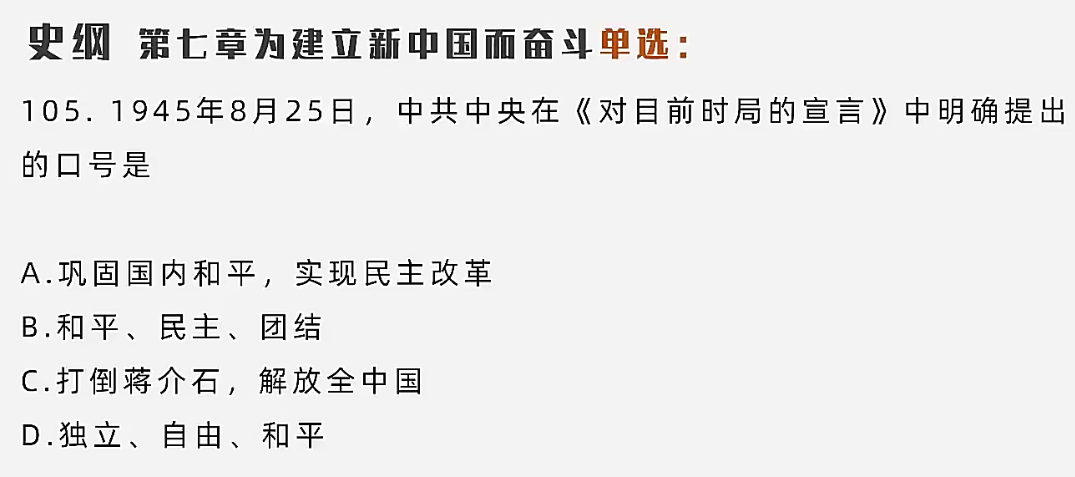 史纲 第七章为建立新中国而奋斗单选：
105. 1945年8月25日，中共中央在《对目前时局的宣言》中明确提出
的口号是
A.巩固国内和平，实现民主改革
B.和平、民主、团结
C.打倒蒋介石，解放全中国
D.独立、自由、和平